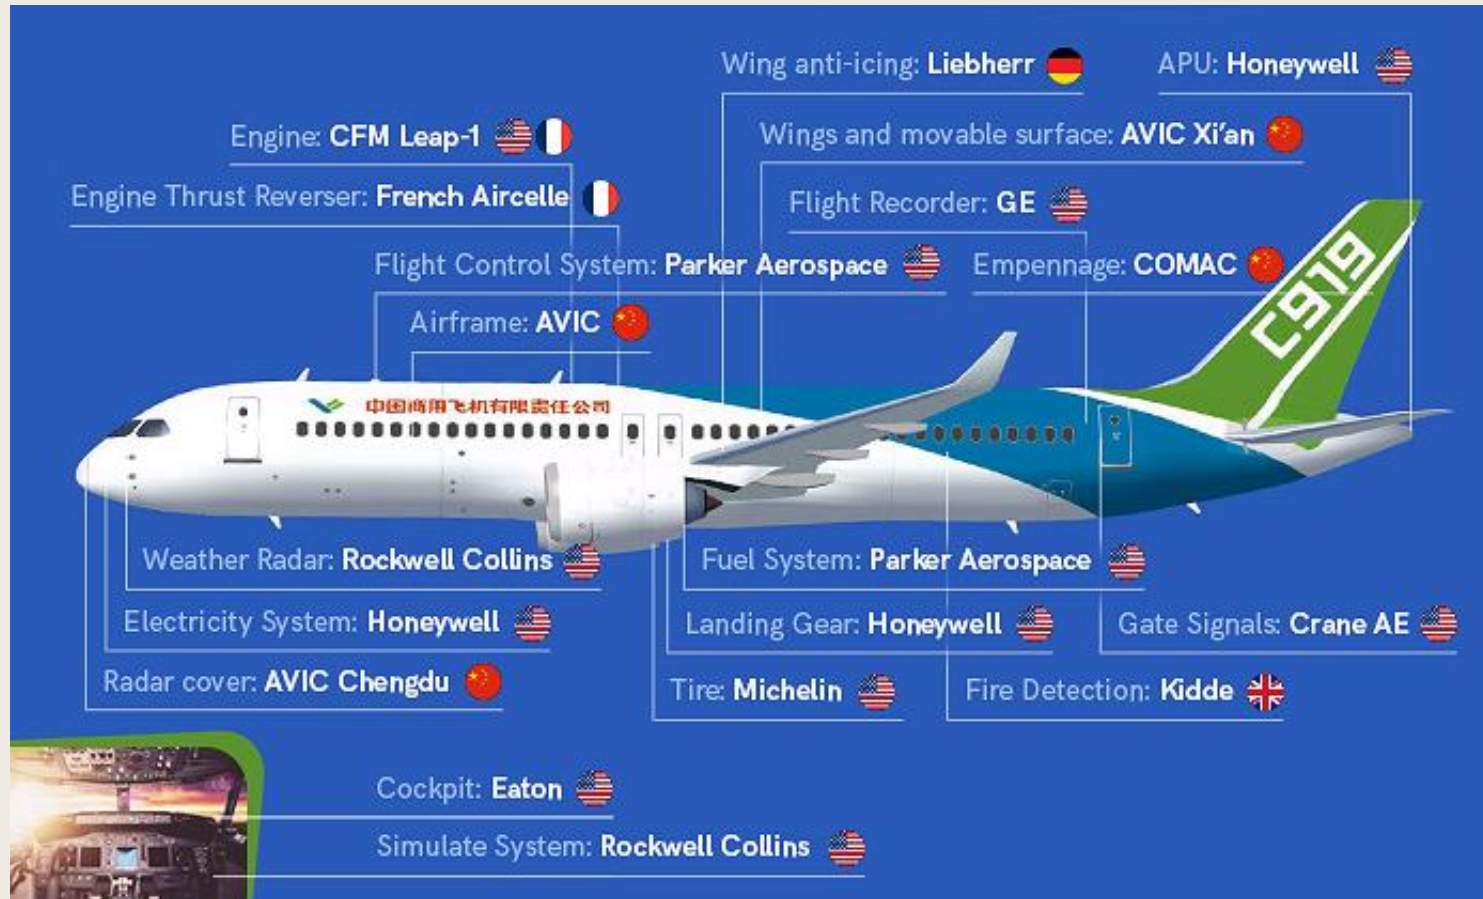 Wing anti-icing: Liebherr
APU: Honeywell
Engine: CFM Leap-1
Wings and movable surface: AVIC Xi'an
Engine Thrust Reverser: French Aircelle
Flight Recorder: GE
Flight Control System: Parker Aerospace
Empennage: COMAC
Airframe: AVIC
C919
中国商用飞机有限责任公司
Weather Radar: Rockwell Collins
Fuel System: Parker Aerospace
Electricity System: Honeywell
Landing Gear: Honeywell
Gate Signals: Crane AE
Radar cover: AVIC Chengdu
Tire: Michelin
Fire Detection: Kidde
Cockpit: Eaton
Simulate System: Rockwell Collins